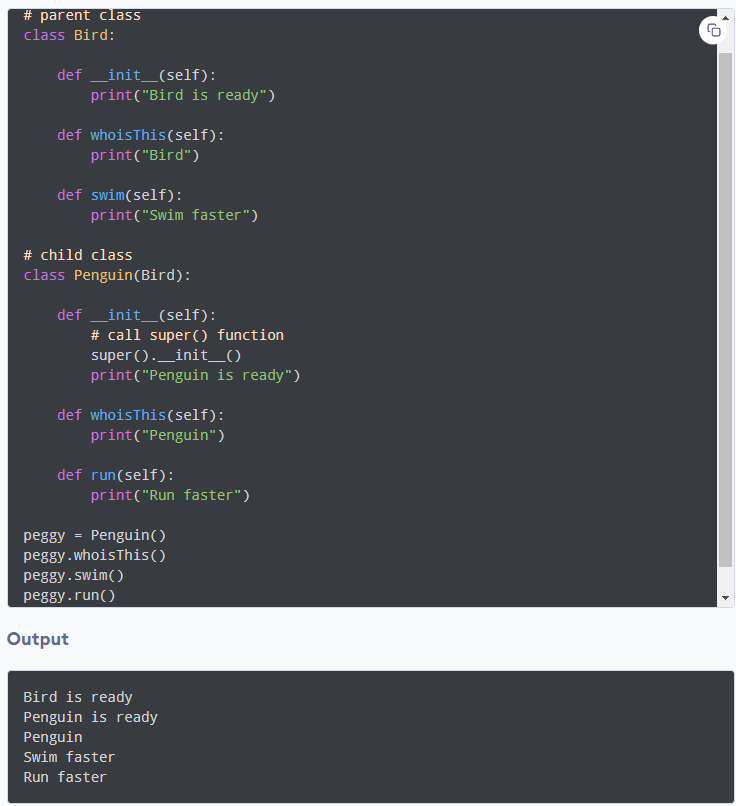 # parent class
class Bird:
    def __init__(self):
        print("Bird is ready")
    def whoisThis(self):
        print("Bird")
    def swim(self):
        print("Swim faster")
# child class
class Penguin(Bird):
    def __init__(self):
        # call super() function
        super().__init__()
        print("Penguin is ready")
    def whoisThis(self):
        print("Penguin")
    def run(self):
        print("Run faster")
peggy = Penguin()
peggy.whoisThis()
peggy.swim()
peggy.run()
Output
Bird is ready
Penguin is ready
Penguin
Swim faster
Run faster